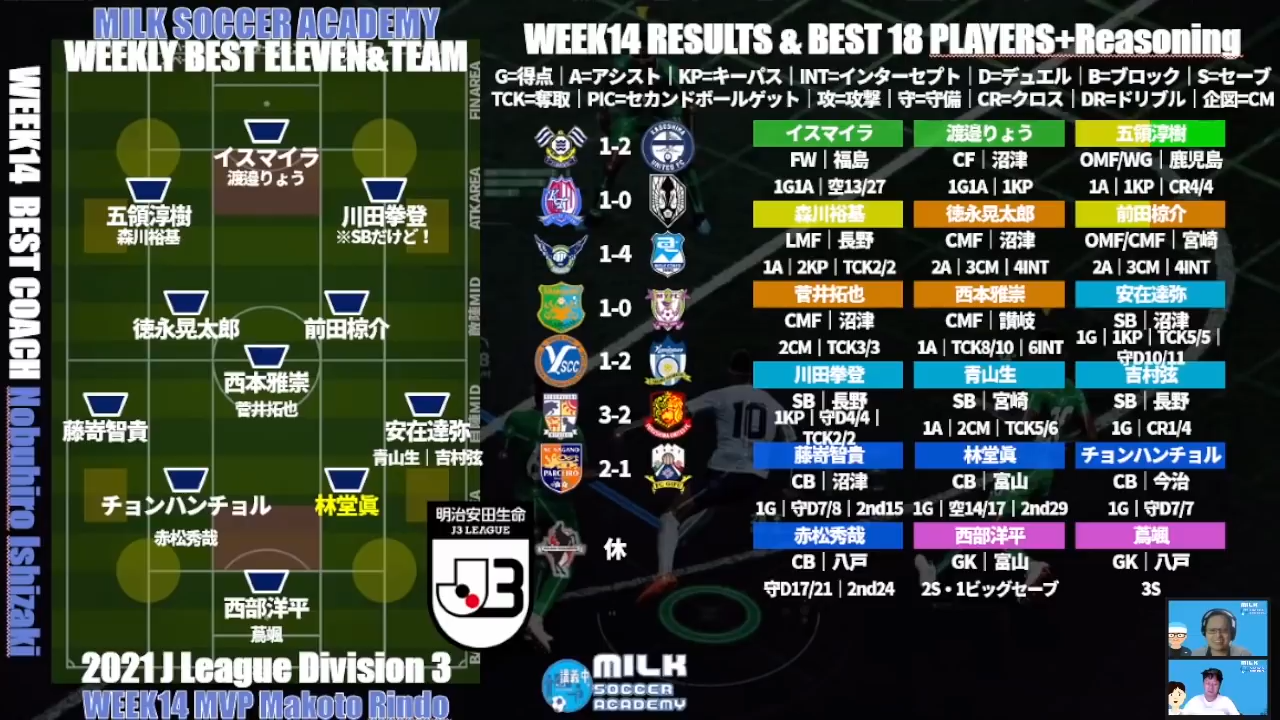 MILK SOCCER ACADEMY
WEEKLY BEST ELEVEN&TEAM
WEEK14 BEST COACH Nobuhiro Ishizaki
FINAREA
ATKAREA
イスマイラ
渡邉りょう
五領淳樹
森川裕基
川田拳登
※SBだけど！
徳永晃太郎
前田椋介
西本雅崇
菅井拓也
藤嵜智貴
安在達弥
青山生｜吉村弦
チョンハンチョル
赤松秀哉
林堂眞
西部洋平
蔦颯
2021 J League Division 3
WEEK14 MVP Makoto Rindo
明治安田生命
J3 LEAGUE
J3
WEEK14 RESULTS & BEST 18 PLAYERS+Reasoning
G=得点｜A=アシスト｜KP=キーパス｜INT=インターセプト｜D=デュエル｜B=ブロック｜S=セーブ
TCK=奪取｜PIC=セカンドボールゲット｜攻=攻撃｜守=守備｜CR=クロス｜DR=ドリブル｜企図=CM
1-2
1-0
1-4
1-0
1-2
3-2
2-1
休
YSCC
イスマイラ
FW｜福島
1G1A｜空13/27
渡邉りょう
CF｜沼津
1G1A｜1KP
五領淳樹
OMF/WG｜鹿児島
1A｜1KP｜CR4/4
森川裕基
LMF｜長野
1A｜2KP｜TCK2/2
徳永晃太郎
CMF｜沼津
2A｜3CM｜4INT
前田椋介
OMF/CMF｜宮崎
2A｜3CM｜4INT
菅井拓也
CMF｜沼津
2CM｜TCK3/3
西本雅崇
CMF｜讃岐
1A｜TCK8/10｜6INT
安在達弥
SB｜沼津
1G｜1KP｜TCK5/5｜
守D10/11
川田拳登
SB｜長野
1KP｜守D4/4｜
TCK2/2
青山生
SB｜宮崎
1A｜2CM｜TCK5/6
吉村弦
SB｜長野
1G｜CR1/4
藤嵜智貴
CB｜沼津
1G｜守D7/8｜2nd15
林堂眞
CB｜富山
1G｜空14/17｜2nd29
チョンハンチョル
CB｜今治
1G｜守D7/7
赤松秀哉
CB｜八戸
守D17/21｜2nd24
西部洋平
GK｜富山
2S・1ビッグセーブ
蔦颯
GK｜八戸
3S
講義中
MILK
SOCCER
ACADEMY